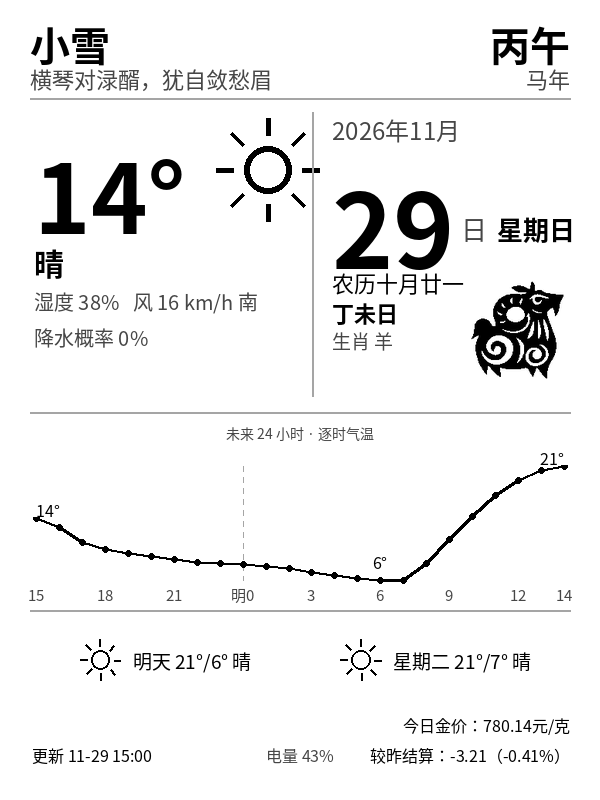 小雪
丙午
横琴对渌醑，犹自敛愁眉
马年
14°
晴
湿度 38% 风 16 km/h 南
降水概率 0%
2026年11月
29 日 星期日
农历十月廿一
丁未日
生肖 羊
未来 24 小时 · 逐时气温
14°
6°
21°
15 18 21 明0 3 6 9 12 14
明天 21°/6° 晴
星期二 21°/7° 晴
今日金价：780.14元/克
更新 11-29 15:00
电量 43%
较昨结算：-3.21（-0.41%）